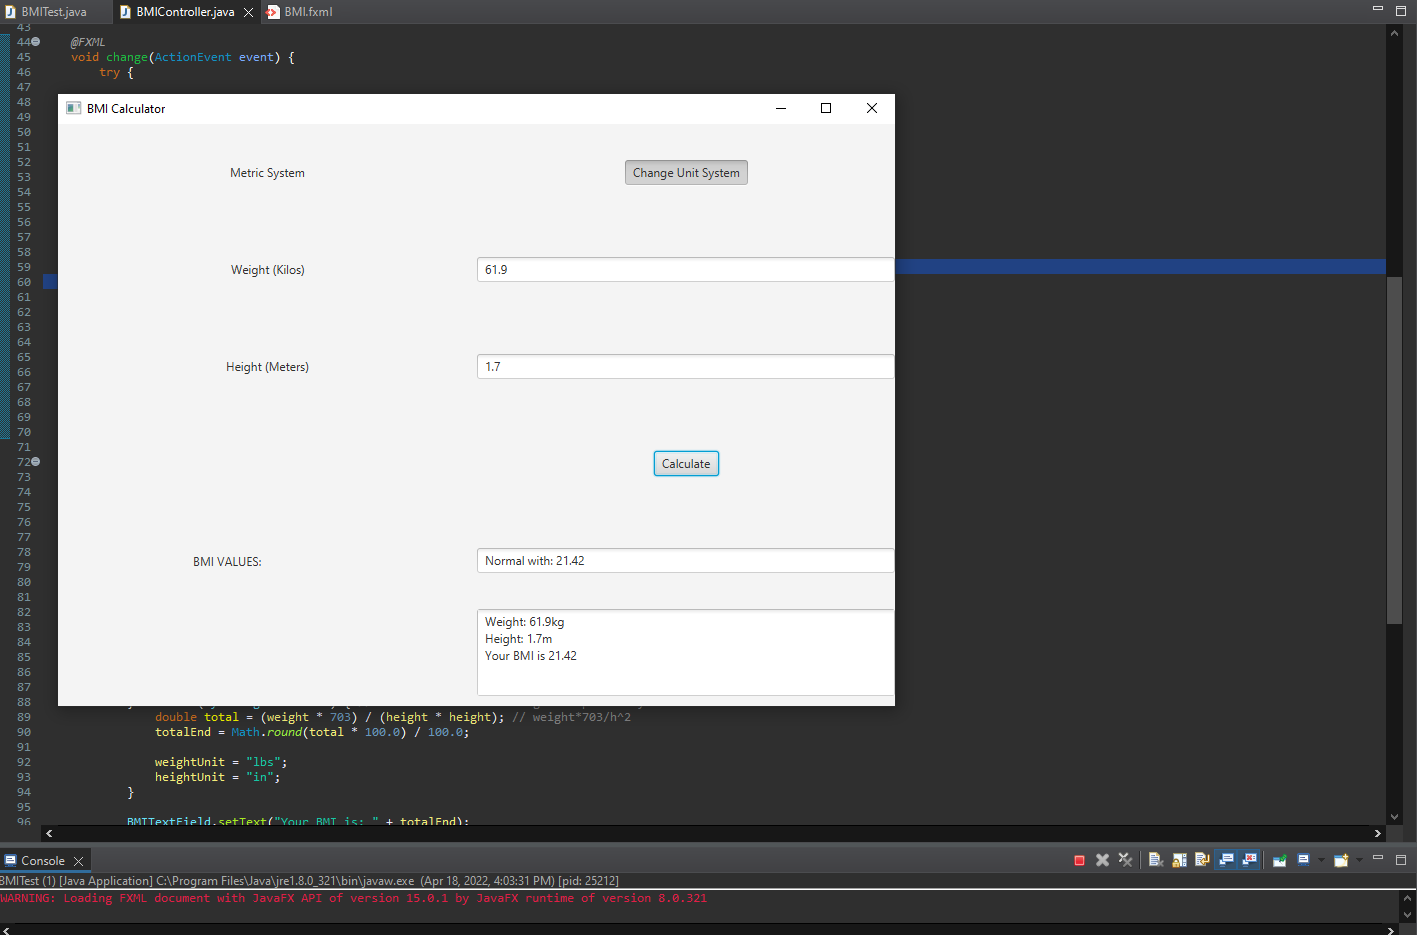 BMITest.java BMIController.java BMI.fxml
43
44 @FXML
45 void change(ActionEvent event) {
46 try {
47
48
49
50
51
52
53
54
55
56
57
58
59
60
61
62
63
64
65
66
67
68
69
70
71
72
73
74
75
76
77
78
79
80
81
82
83
84
85
86
87
88
89 double total = (weight * 703) / (height * height); // weight*703/h^2
90 totalEnd = Math.round(total * 100.0) / 100.0;
91
92 weightUnit = "lbs";
93 heightUnit = "in";
94 }
95
96 BMITextField.setText("Your BMI is: " + totalEnd);
BMI Calculator
Metric System Change Unit System
Weight (Kilos) 61.9
Height (Meters) 1.7
Calculate
BMI VALUES: Normal with: 21.42
Weight: 61.9kg
Height: 1.7m
Your BMI is 21.42
Console
BMITest (1) [Java Application] C:\Program Files\Java\jre1.8.0_321\bin\javaw.exe (Apr 18, 2022, 4:03:31 PM) [pid: 25212]
WARNING: Loading FXML document with JavaFX API of version 15.0.1 by JavaFX runtime of version 8.0.321